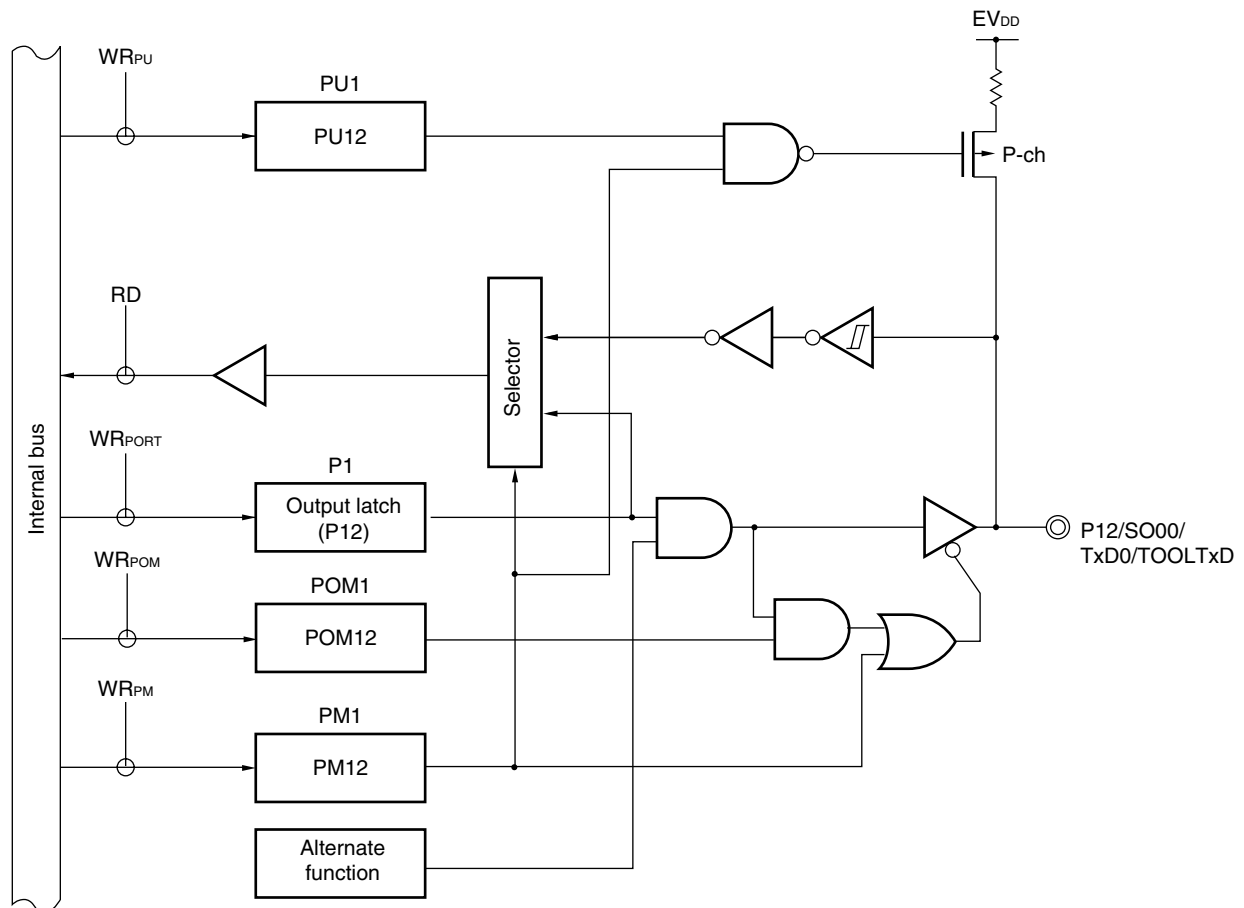 EVDD
WRPU
PU1
PU12
P-ch
RD
Selector
Internal bus
WRPORT
P1
Output latch
(P12)
P12/SO00/
TxD0/TOOLTxD
WRPOM
POM1
POM12
WRPM
PM1
PM12
Alternate
function